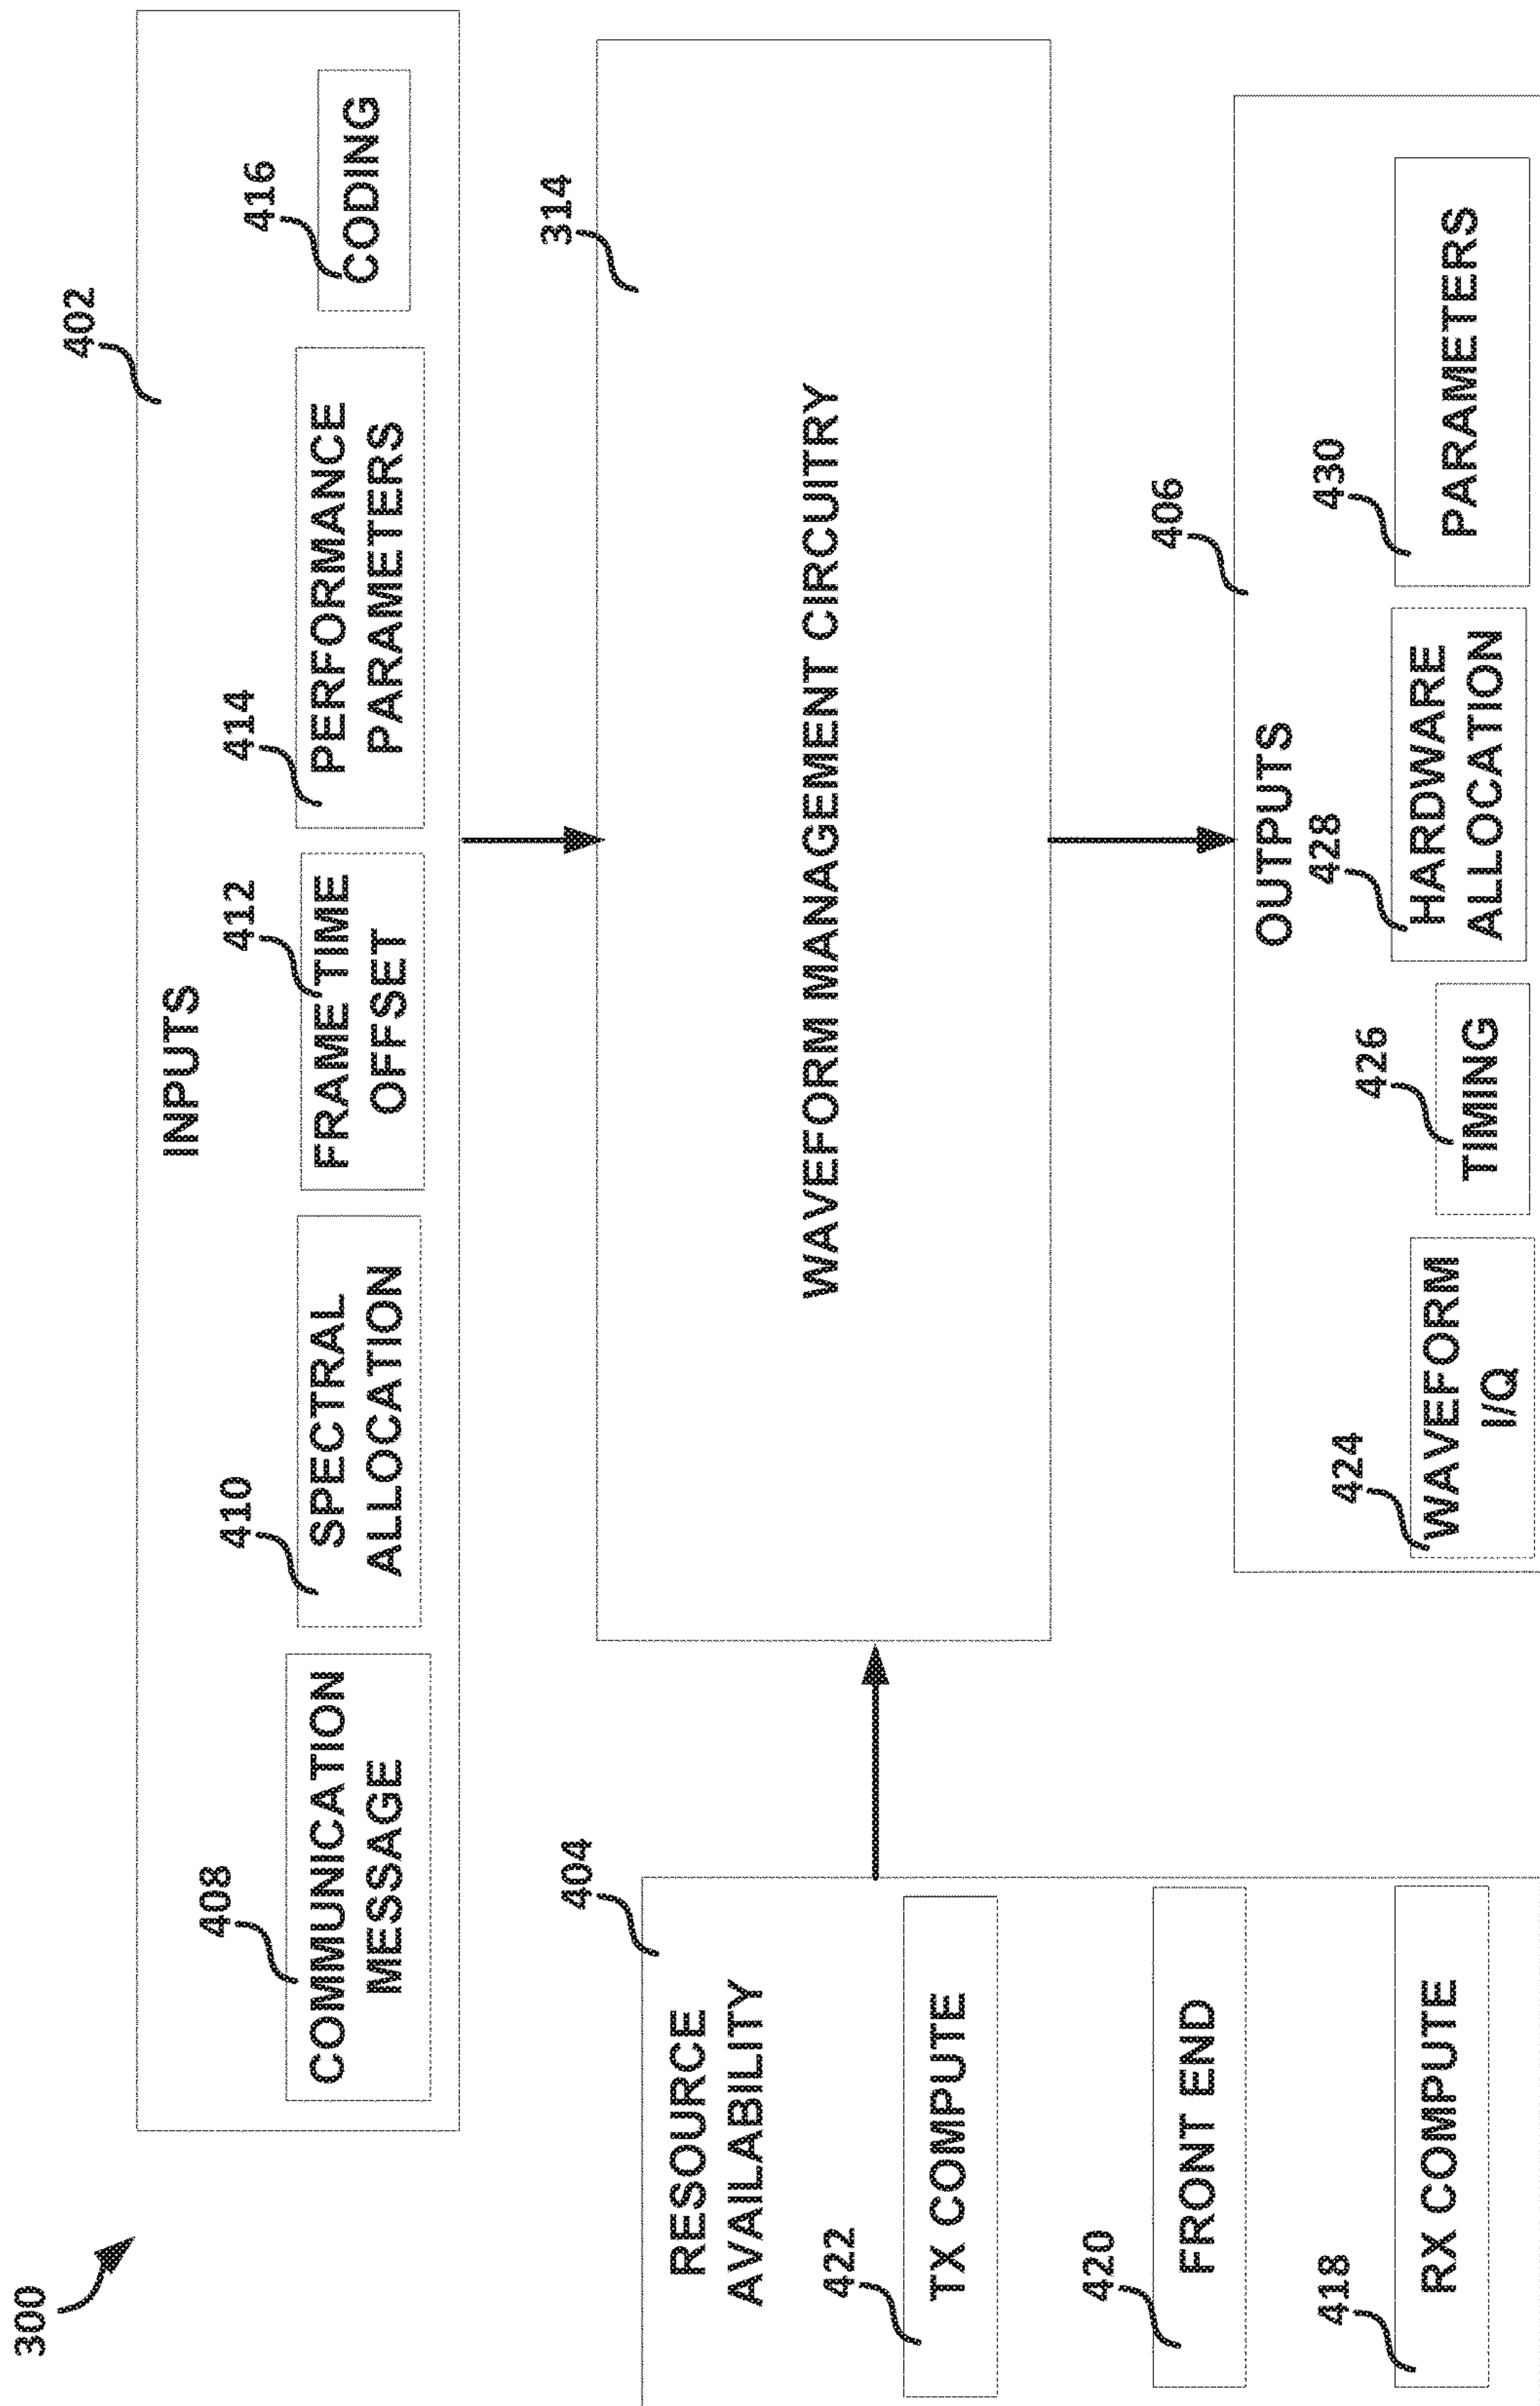 300
402
INPUTS
408
COMMUNICATION
MESSAGE
410
SPECTRAL
ALLOCATION
412
FRAME TIME
OFFSET
414
PERFORMANCE
PARAMETERS
416
CODING
404
RESOURCE
AVAILABILITY
422
TX COMPUTE
420
FRONT END
418
RX COMPUTE
314
WAVEFORM MANAGEMENT CIRCUITRY
406
OUTPUTS
424
WAVEFORM
I/Q
426
TIMING
428
HARDWARE
ALLOCATION
430
PARAMETERS